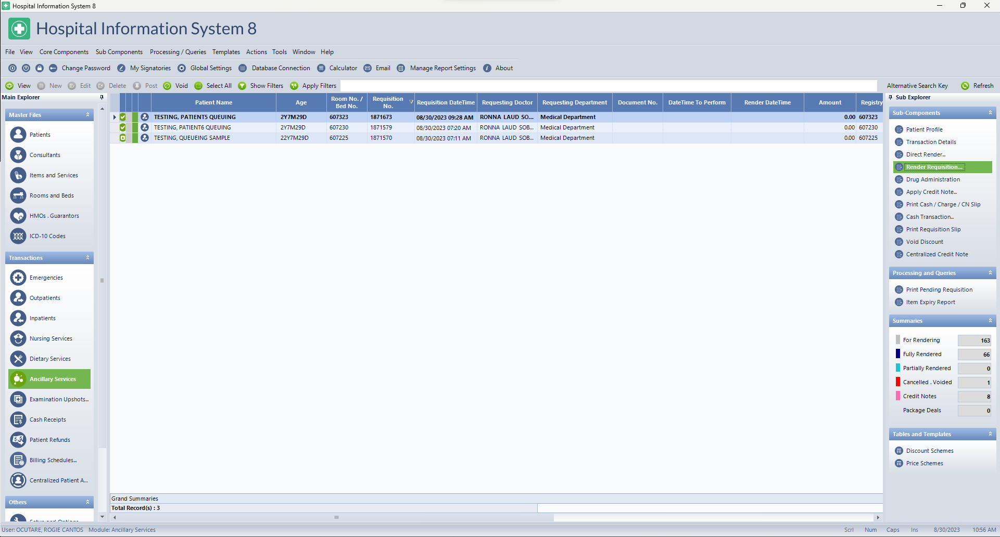 Hospital Information System 8
Hospital Information System 8
File View Core Components Sub Components Processing / Queries Templates Actions Tools Window Help
Change Password My Signatories Global Settings Database Connection Calculator Email Manage Report Settings About
View New Edit Delete Post Void Select All Show Filters Apply Filters Alternative Search Key Refresh
Main Explorer
Master Files
Patients
Consultants
Items and Services
Rooms and Beds
HMOs . Guarantors
ICD-10 Codes
Transactions
Emergencies
Outpatients
Inpatients
Nursing Services
Dietary Services
Ancillary Services
Examination Upshots...
Cash Receipts
Patient Refunds
Billing Schedules...
Centralized Patient A...
Others
Patient Name Age Room No. / Bed No. Requisition No. Requisition DateTime Requesting Doctor Requesting Department Document No. DateTime To Perform Render DateTime Amount Registry
TESTING, PATIENT5 QUEUING 2Y7M29D 607323 1871673 08/30/2023 09:28 AM RONNA LAUD SO... Medical Department 0.00 607323
TESTING, PATIENT6 QUEUING 2Y7M29D 607230 1871579 08/30/2023 07:20 AM RONNA LAUD SOB... Medical Department 0.00 607230
TESTING, QUEUEING SAMPLE 22Y7M29D 607225 1871570 08/30/2023 07:11 AM RONNA LAUD SOB... Medical Department 0.00 607225
Grand Summaries
Total Record(s) : 3
Sub Explorer
Sub-Components
Patient Profile
Transaction Details
Direct Render...
Render Requisition...
Drug Administration
Apply Credit Note...
Print Cash / Charge / CN Slip
Cash Transaction...
Print Requisition Slip
Void Discount
Centralized Credit Note
Processing and Queries
Print Pending Requisition
Item Expiry Report
Summaries
For Rendering 163
Fully Rendered 66
Partially Rendered 0
Cancelled . Voided 1
Credit Notes 8
Package Deals 0
Tables and Templates
Discount Schemes
Price Schemes
User: OCUTARE, ROGIE CANTOS Module: Ancillary Services Scrl Num Caps Ins 8/30/2023 10:56 AM